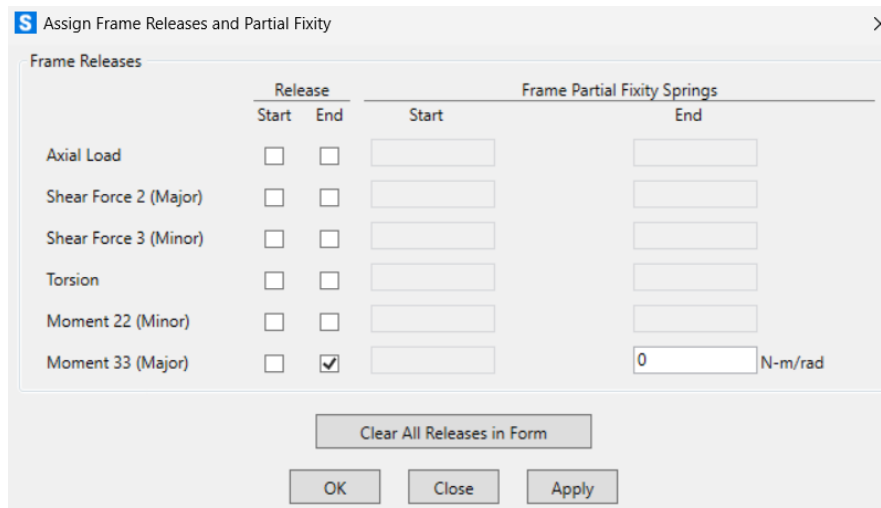 S Assign Frame Releases and Partial Fixity
Frame Releases
Release Frame Partial Fixity Springs
Start End Start End
Axial Load
Shear Force 2 (Major)
Shear Force 3 (Minor)
Torsion
Moment 22 (Minor)
Moment 33 (Major) 0 N-m/rad
Clear All Releases in Form
OK Close Apply